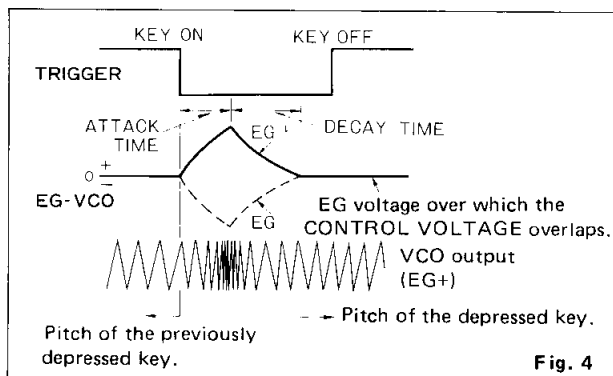 KEY ON
KEY OFF
TRIGGER
ATTACK TIME
EG
DECAY TIME
+
0
−
EG-VCO
EG
EG voltage over which the
CONTROL VOLTAGE overlaps.
VCO output
(EG+)
Pitch of the previously
depressed key.
Pitch of the depressed key.
Fig. 4